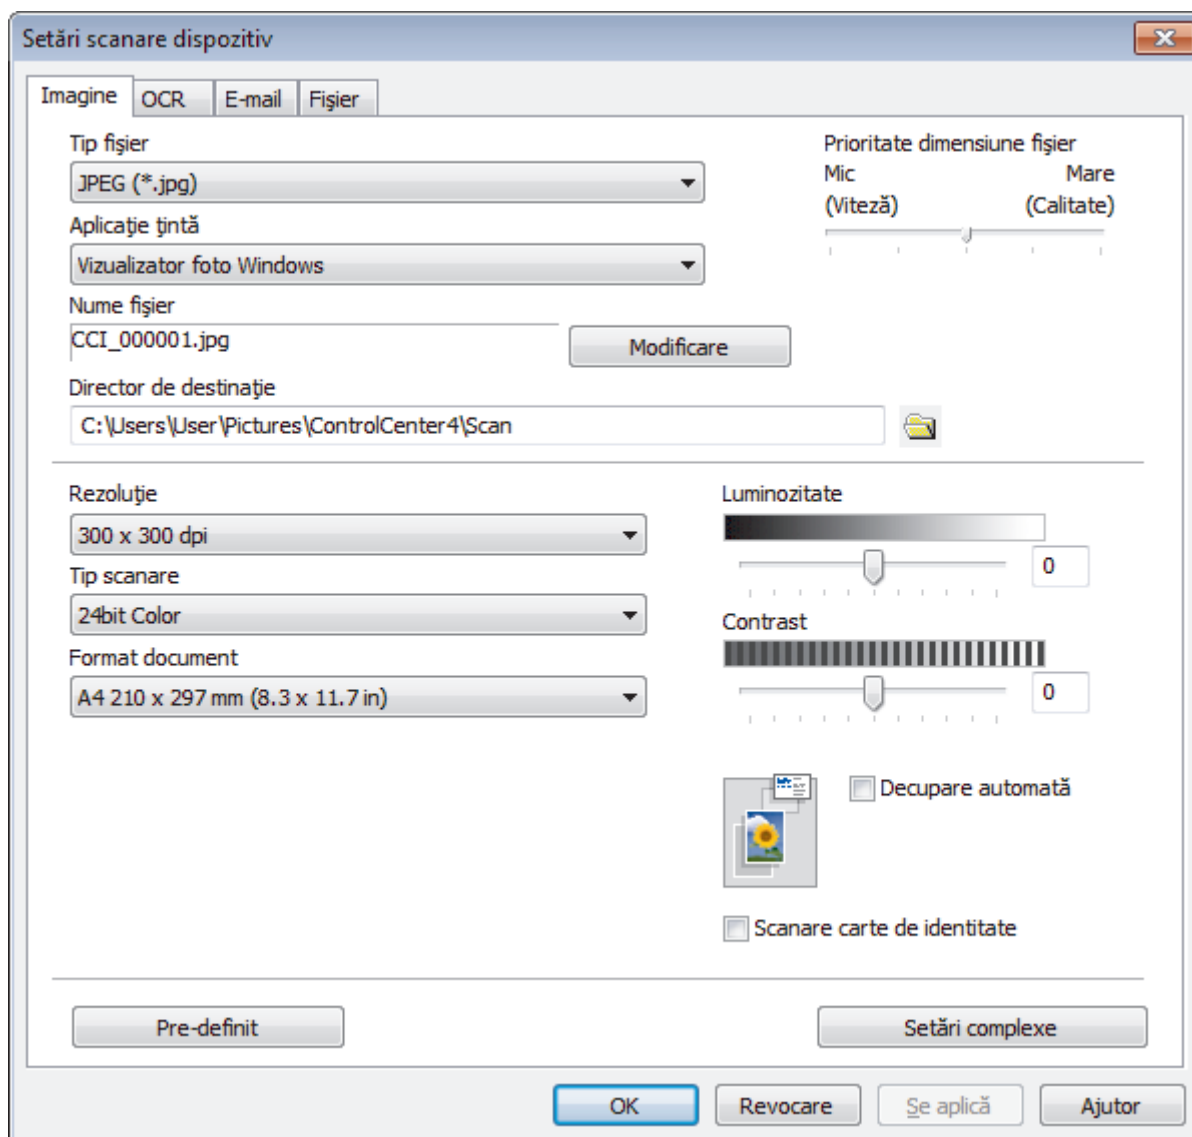 Setări scanare dispozitiv
Imagine OCR E-mail Fişier
Tip fişier
JPEG (*.jpg)
Aplicaţie ţintă
Vizualizator foto Windows
Nume fişier
CCI_000001.jpg
Modificare
Director de destinaţie
C:\Users\User\Pictures\ControlCenter4\Scan
Prioritate dimensiune fişier
Mic Mare
(Viteză) (Calitate)
Rezoluţie
300 x 300 dpi
Tip scanare
24bit Color
Format document
A4 210 x 297 mm (8.3 x 11.7 in)
Luminozitate
0
Contrast
0
Decupare automată
Scanare carte de identitate
Pre-definit Setări complexe
OK Revocare Se aplică Ajutor